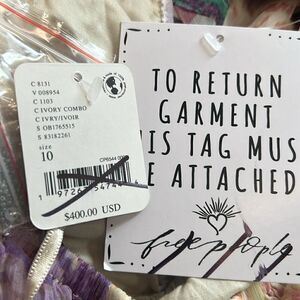 C 8151
V 008954
C 1103
C IVORY COMBO
C IVRY/IVOIR
S OB1765515
S 83182261
size
10
$400.00 USD
TO RETURN
GARMENT
IS TAG MUS
E ATTACHED
free people